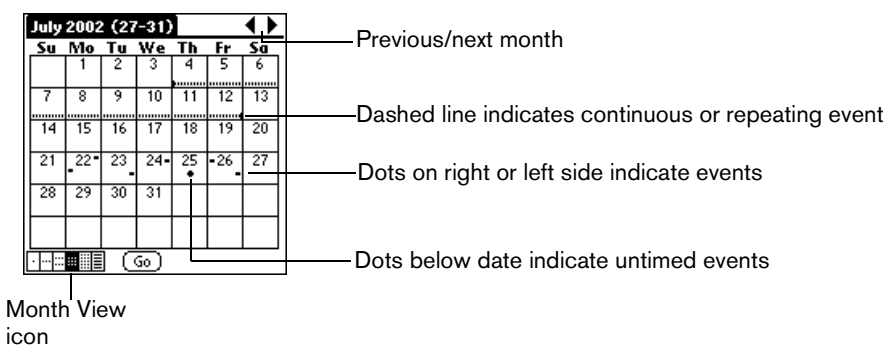 July 2002 (27-31)
Previous/next month
Su Mo Tu We Th Fr Sa
1 2 3 4 5 6
7 8 9 10 11 12 13
Dashed line indicates continuous or repeating event
14 15 16 17 18 19 20
21 22 23 24 25 26 27
Dots on right or left side indicate events
28 29 30 31
Go
Dots below date indicate untimed events
Month View
icon